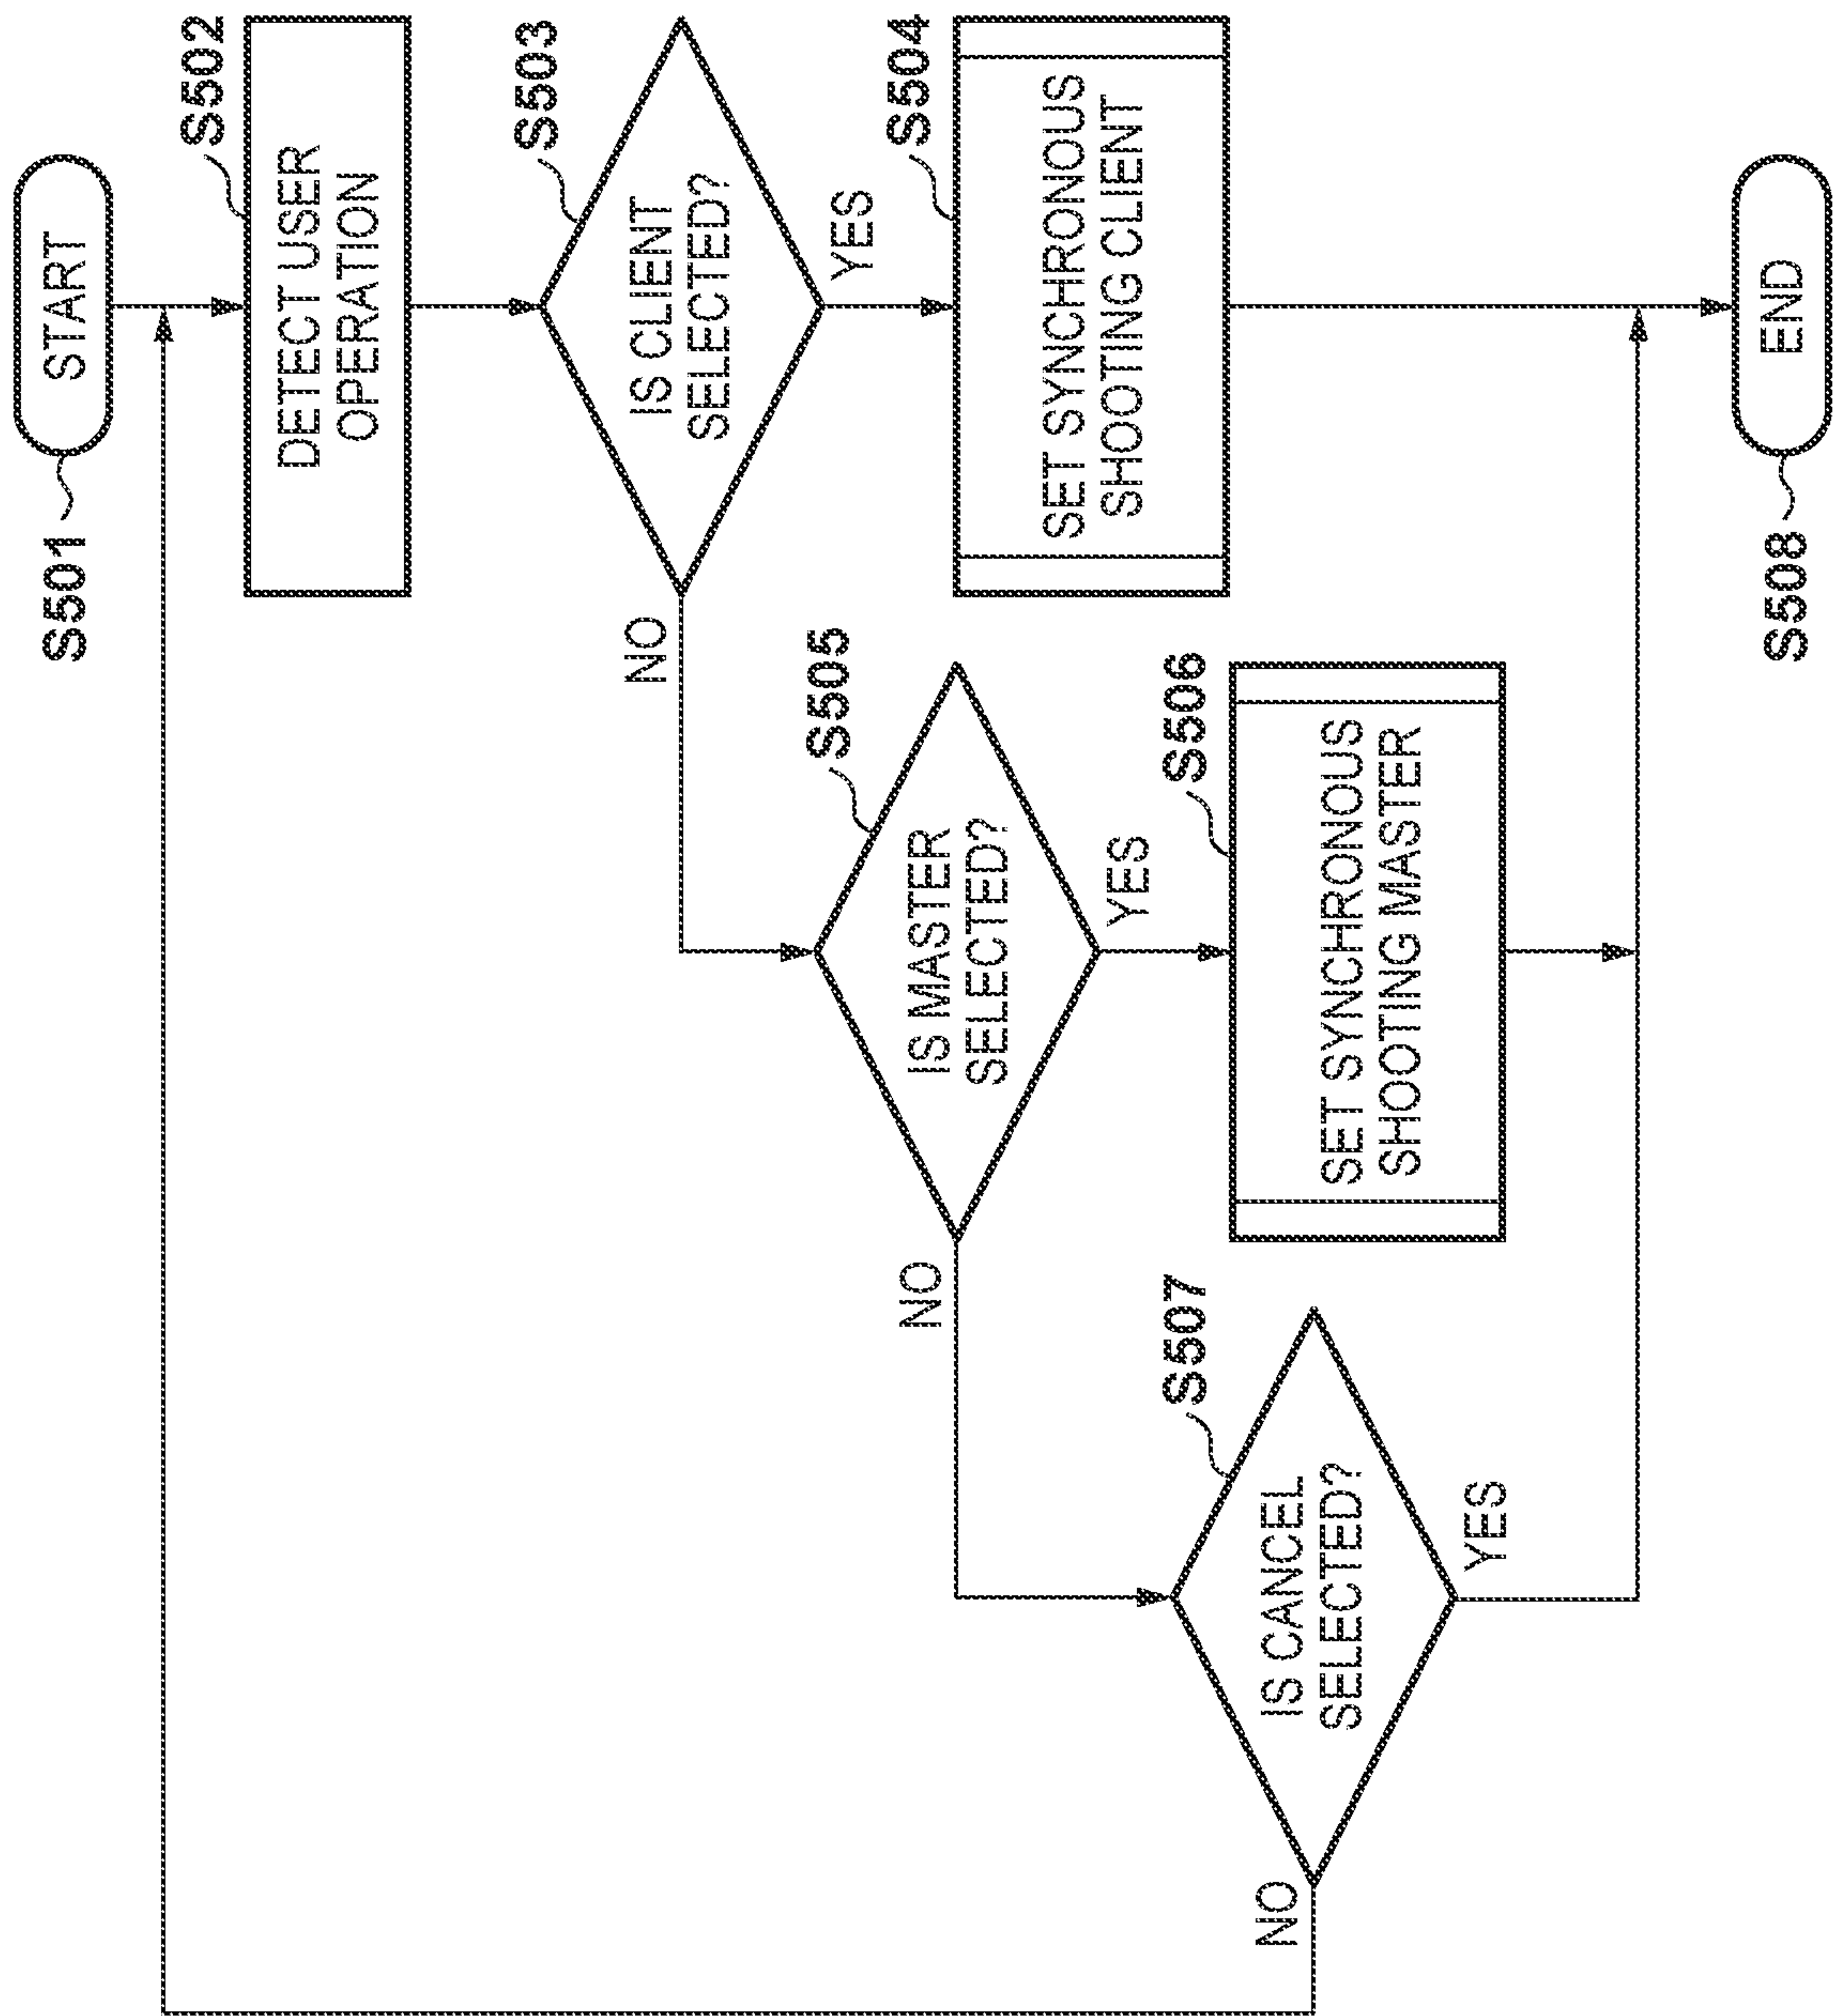 S501
START
S502
DETECT USER
OPERATION
S503
IS CLIENT
SELECTED?
YES
NO
S504
SET SYNCHRONOUS
SHOOTING CLIENT
S505
IS MASTER
SELECTED?
YES
NO
S506
SET SYNCHRONOUS
SHOOTING MASTER
S507
IS CANCEL
SELECTED?
YES
NO
S508
END